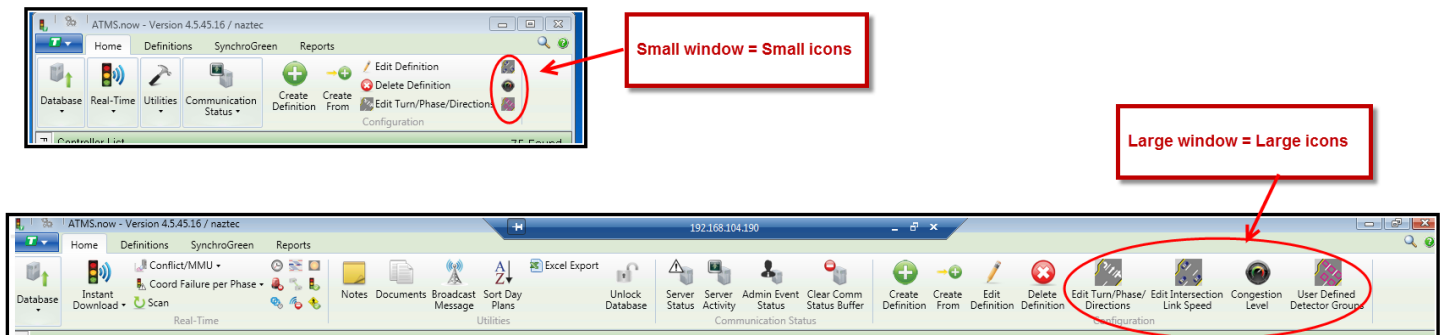 ATMS.now - Version 4.5.45.16 / naztec
Home Definitions SynchroGreen Reports
Database Real-Time Utilities Communication Status
Create Definition Create From
Edit Definition
Delete Definition
Edit Turn/Phase/Directions
Configuration
Controller List 75 Found
Small window = Small icons
Large window = Large icons
ATMS.now - Version 4.5.45.16 / naztec 192.168.104.190
Home Definitions SynchroGreen Reports
Database
Instant Download
Conflict/MMU
Coord Failure per Phase
Scan
Real-Time
Notes Documents Broadcast Message Sort Day Plans
Excel Export
Unlock Database
Utilities
Server Status Server Activity Admin Event Status Clear Comm Status Buffer
Communication Status
Create Definition Create From Edit Definition Delete Definition Edit Turn/Phase/ Directions Edit Intersection Link Speed Congestion Level User Defined Detector Groups
Configuration